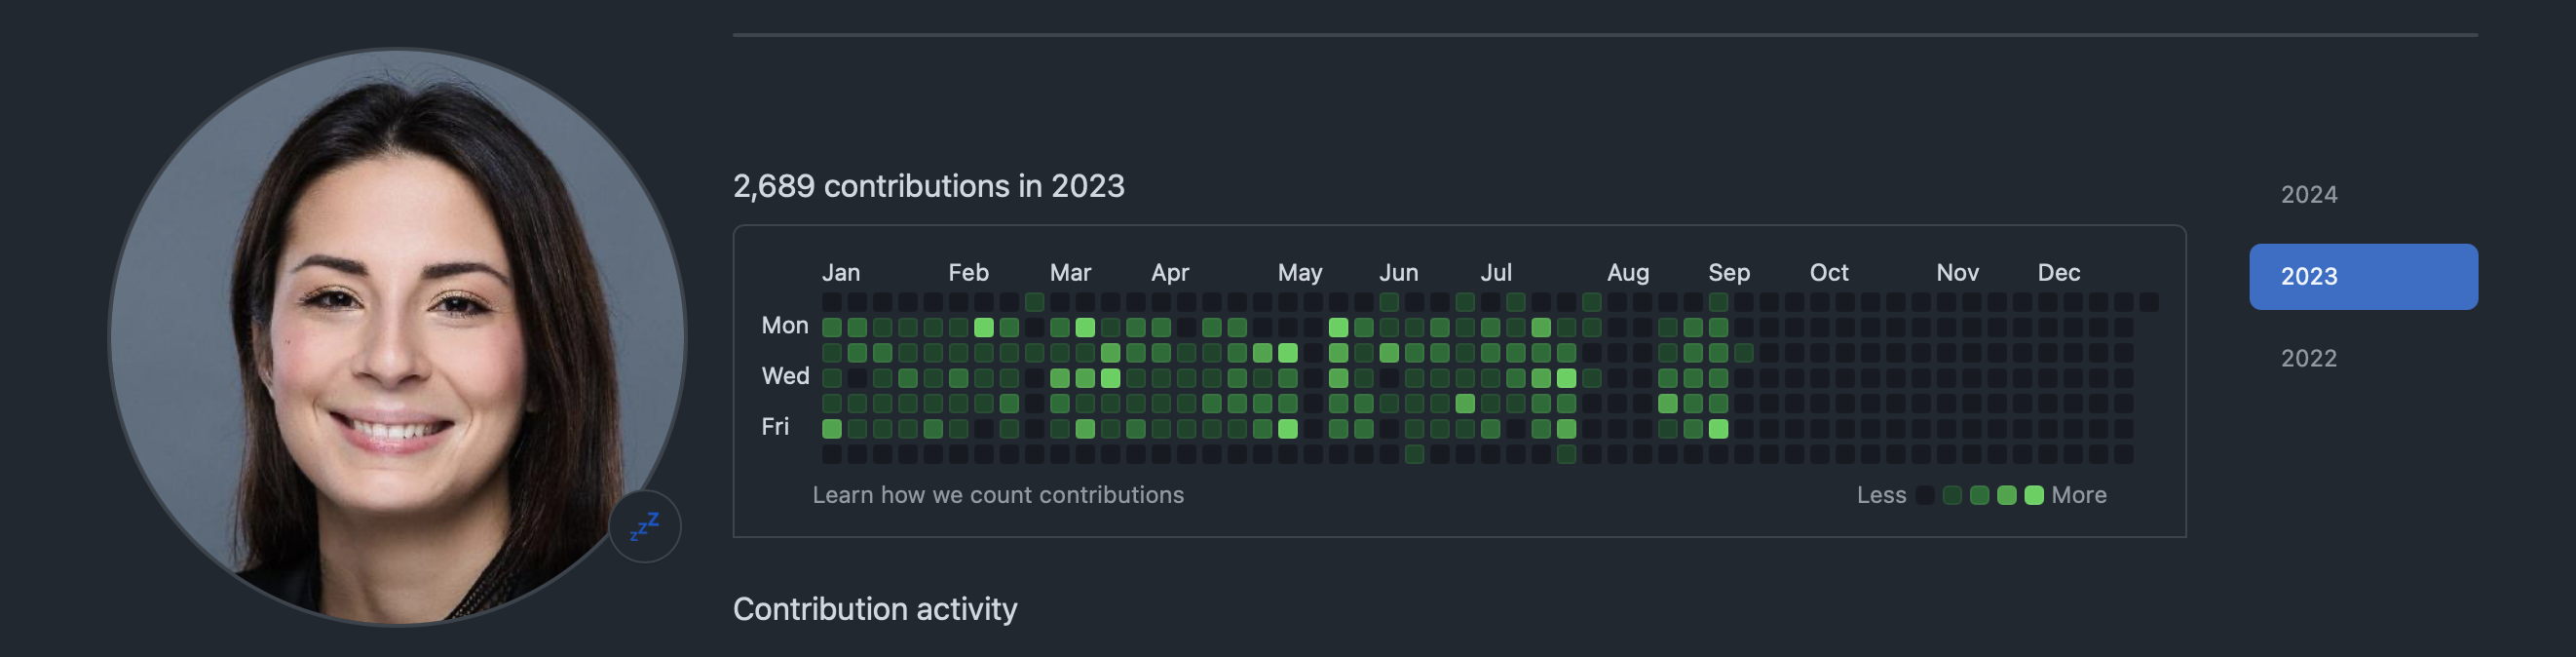 2,689 contributions in 2023
Jan Feb Mar Apr May Jun Jul Aug Sep Oct Nov Dec
Mon
Wed
Fri
Learn how we count contributions
Less More
2024
2023
2022
zzZ
Contribution activity